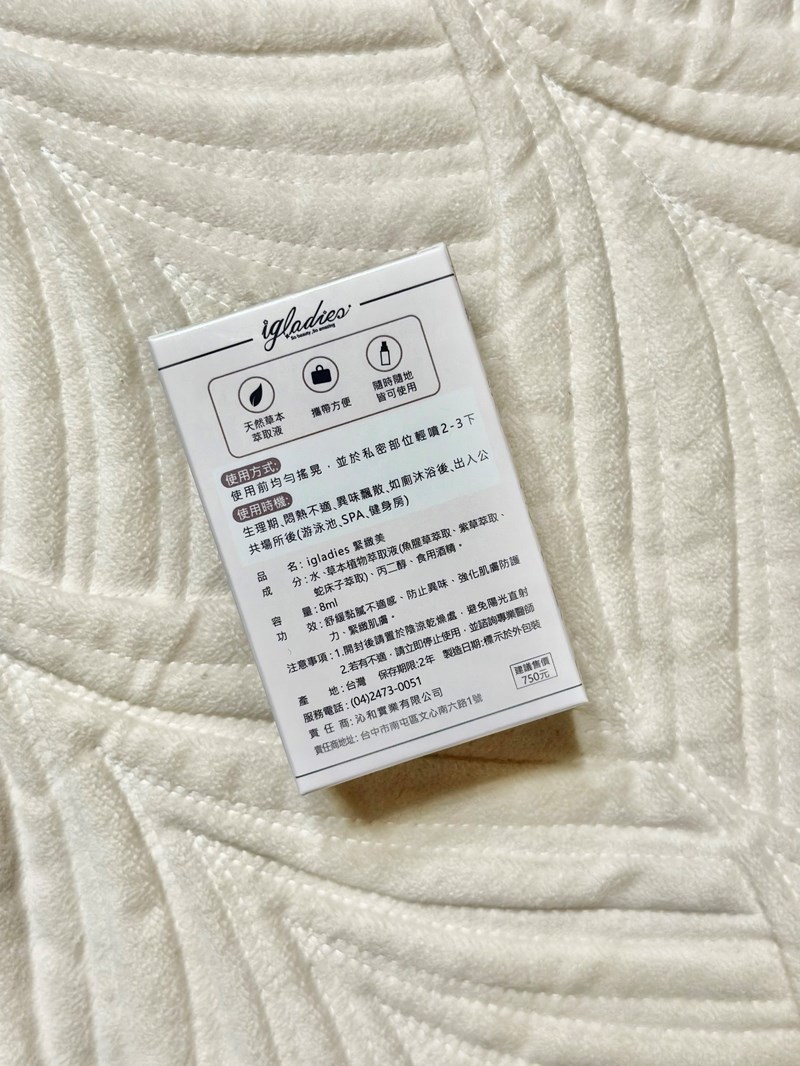 igladies
Be beauty, Be amazing
天然草本
萃取液
攜帶方便
隨時隨地
皆可使用
使用方式:
使用前均勻搖晃，並於私密部位輕噴2-3下
使用時機:
生理期、悶熱不適、異味飄散、如廁沐浴後、出入公
共場所後(游泳池、SPA、健身房)
品　　名: igladies 緊緻美
成　　分: 水、草本植物萃取液(魚腥草萃取、紫草萃取、
蛇床子萃取)、丙二醇、食用酒精。
容　　量: 8ml
功　　效: 舒緩黏膩不適感、防止異味、強化肌膚防護
力、緊緻肌膚。
注意事項: 1.開封後請置於陰涼乾燥處，避免陽光直射
2.若有不適，請立即停止使用，並諮詢專業醫師
產　　地: 台灣　保存期限:2年　製造日期:標示於外包裝
服務電話: (04)2473-0051
責 任 商: 沁和實業有限公司
責任商地址: 台中市南屯區文心南六路1號
建議售價
750元